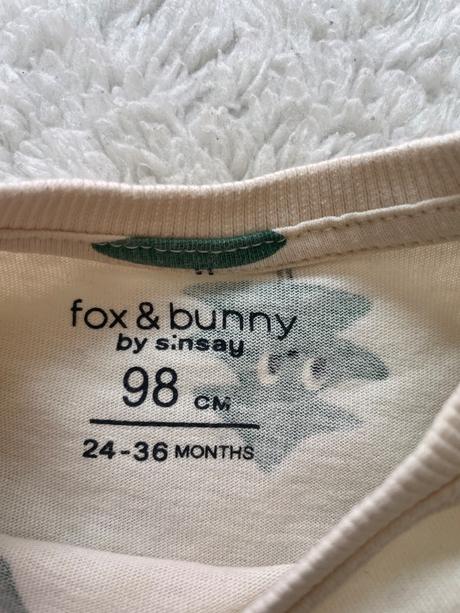 fox & bunny
by sinsay
98 CM
24-36 MONTHS